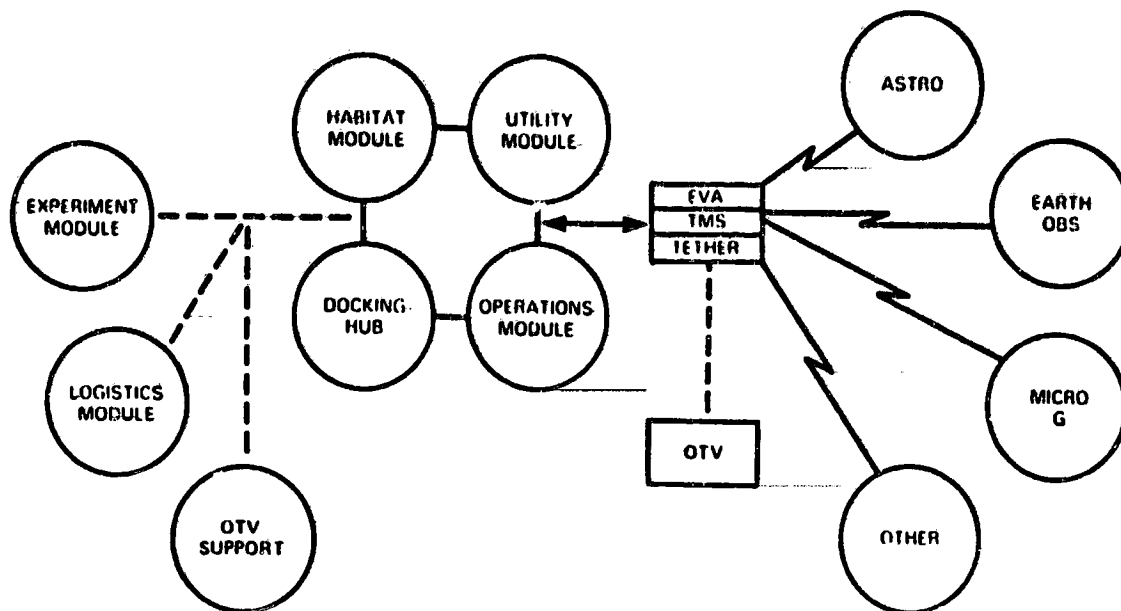 ASTRO
HABITAT
MODULE
UTILITY
MODULE
EXPERIMENT
MODULE
EVA
TMS
TETHER
EARTH
OBS
DOCKING
HUB
OPERATIONS
MODULE
LOGISTICS
MODULE
MICRO
G
OTV
OTV
SUPPORT
OTHER